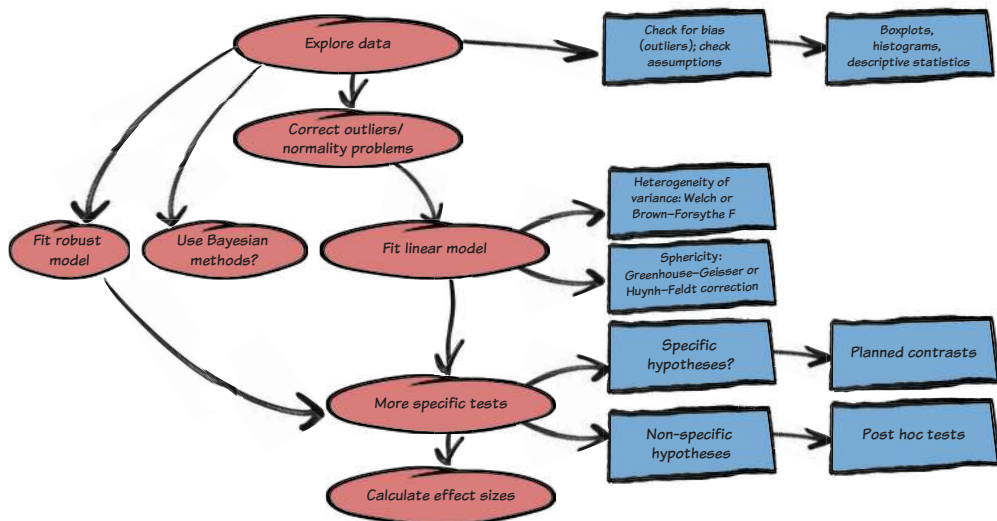 Explore data
Check for bias
(outliers); check
assumptions
Boxplots,
histograms,
descriptive statistics
Correct outliers/
normality problems
Heterogeneity of
variance: Welch or
Brown–Forsythe F
Fit robust
model
Use Bayesian
methods?
Fit linear model
Sphericity:
Greenhouse–Geisser or
Huynh–Feldt correction
Specific
hypotheses?
Planned contrasts
More specific tests
Non-specific
hypotheses
Post hoc tests
Calculate effect sizes